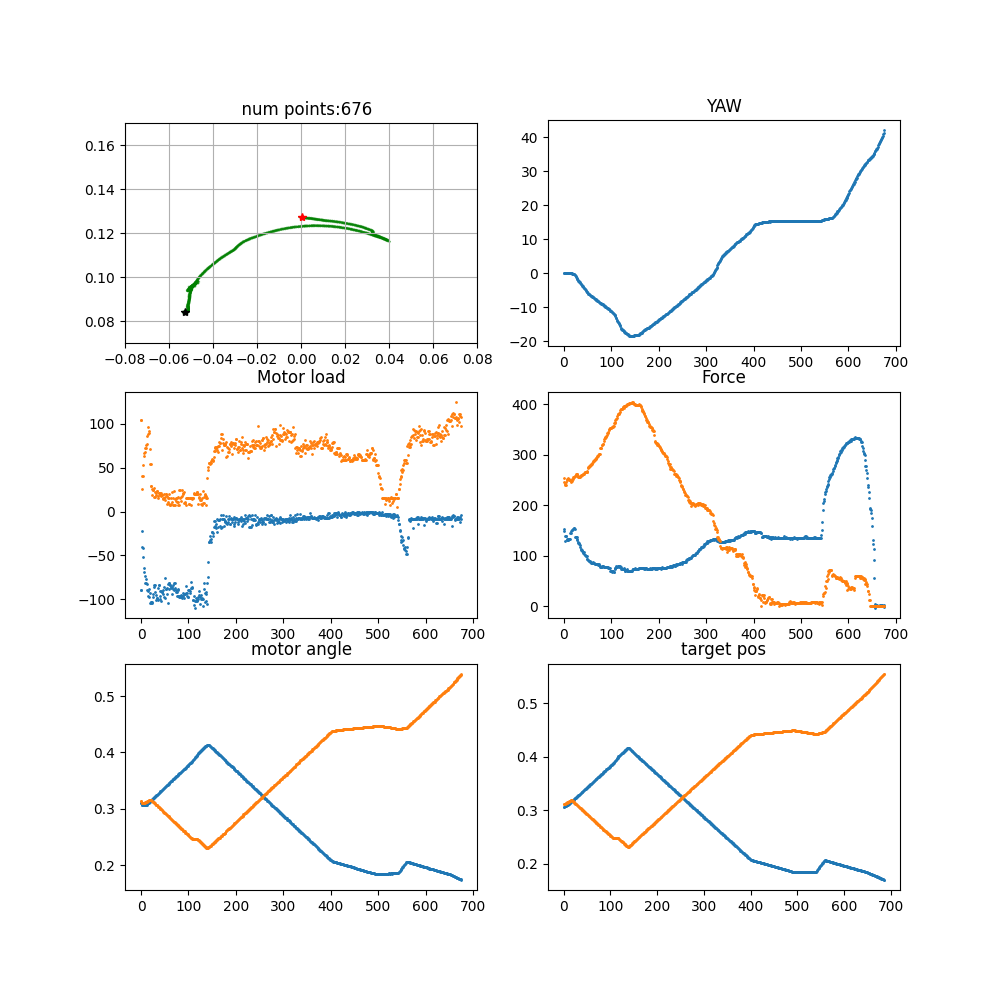 num points:676
0.16
0.14
0.12
0.10
0.08
−0.08 −0.06 −0.04 −0.02 0.00 0.02 0.04 0.06 0.08
YAW
40
30
20
10
0
−10
−20
0 100 200 300 400 500 600 700
Motor load
100
50
0
−50
−100
0 100 200 300 400 500 600 700
Force
400
300
200
100
0
0 100 200 300 400 500 600 700
motor angle
0.5
0.4
0.3
0.2
0 100 200 300 400 500 600 700
target pos
0.5
0.4
0.3
0.2
0 100 200 300 400 500 600 700